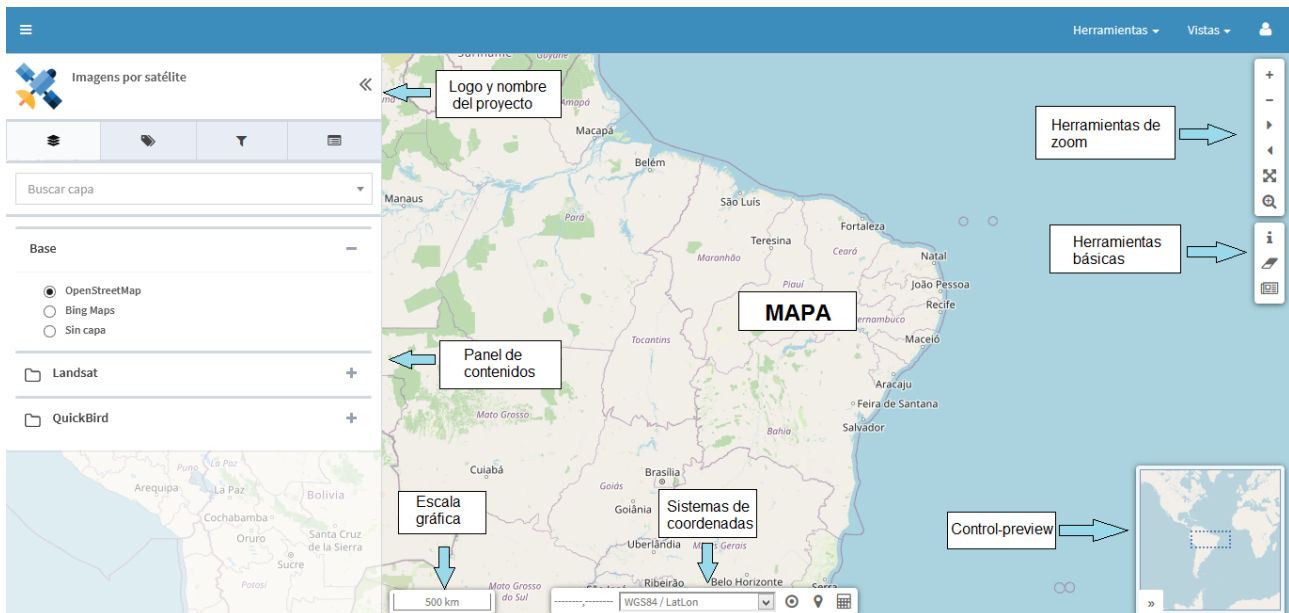 Herramientas
Vistas
Imagens por satélite
Logo y nombre
del proyecto
Buscar capa
Base
OpenStreetMap
Bing Maps
Sin capa
Landsat
QuickBird
Guyane
Amapá
Macapá
Belém
Manaus
São Luís
Pará
Fortaleza
Teresina
Ceará
Maranhão
Natal
Piauí
João Pessoa
Recife
MAPA
Maceió
Tocantins
Panel de
contenidos
Aracaju
Feira de Santana
Mato Grosso
Bahia
Salvador
Herramientas de
zoom
Herramientas
básicas
Puno
La Paz
Arequipa
La Paz
Bolivia
Cochabamba
Oruro
Santa Cruz
de la Sierra
Sucre
Potosí
Cuiabá
Brasília
Goiás
Goiânia
Escala
gráfica
Sistemas de
coordenadas
Uberlândia
Minas Gerais
Control-preview
Mato Grosso
do Sul
Ribeirão
Belo Horizonte
Serra
500 km
--------,--------
WGS84 / LatLon
»